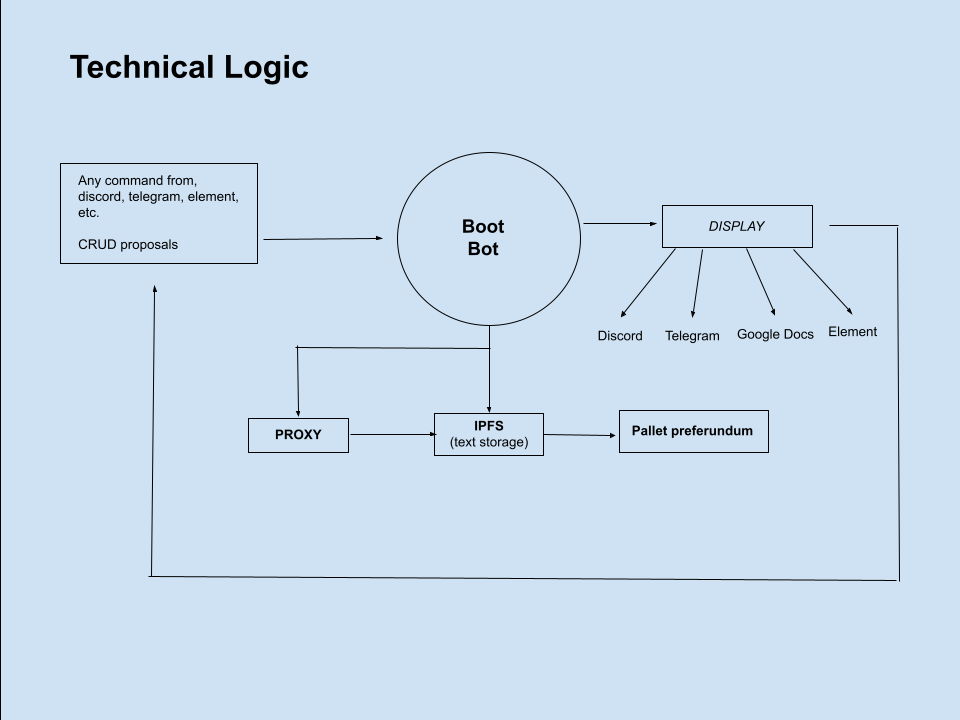 Technical Logic
Any command from,
discord, telegram, element,
etc.
CRUD proposals
Boot
Bot
DISPLAY
Discord
Telegram
Google Docs
Element
PROXY
IPFS
(text storage)
Pallet preferundum